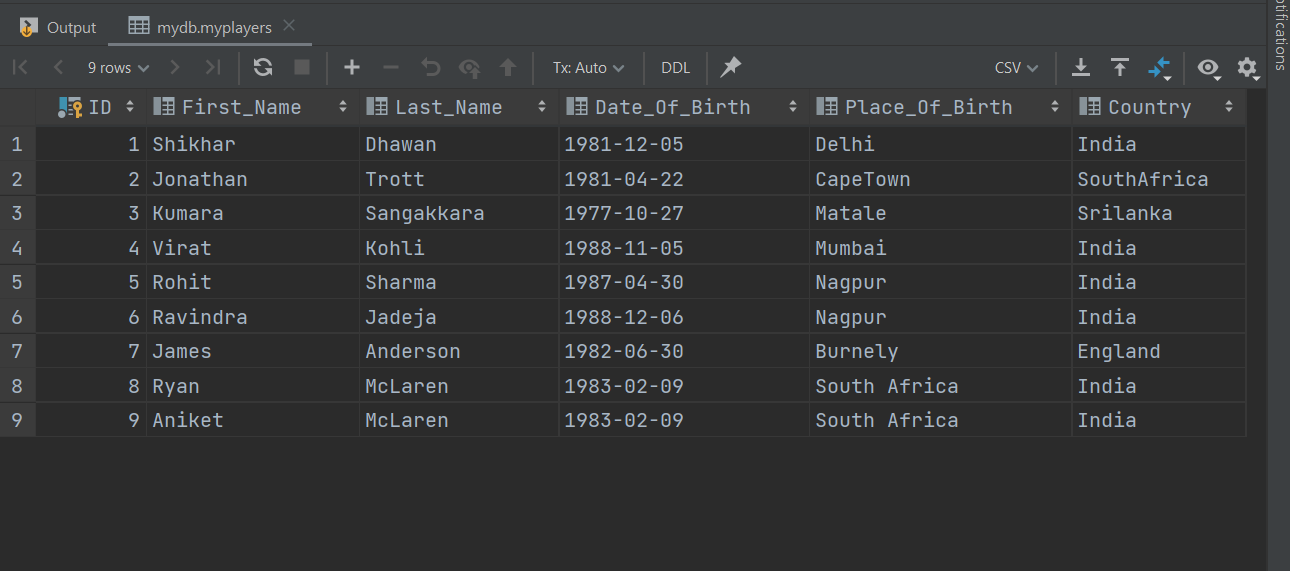 Output mydb.myplayers
9 rows Tx: Auto DDL CSV
ID First_Name Last_Name Date_Of_Birth Place_Of_Birth Country
1 1 Shikhar Dhawan 1981-12-05 Delhi India
2 2 Jonathan Trott 1981-04-22 CapeTown SouthAfrica
3 3 Kumara Sangakkara 1977-10-27 Matale Srilanka
4 4 Virat Kohli 1988-11-05 Mumbai India
5 5 Rohit Sharma 1987-04-30 Nagpur India
6 6 Ravindra Jadeja 1988-12-06 Nagpur India
7 7 James Anderson 1982-06-30 Burnely England
8 8 Ryan McLaren 1983-02-09 South Africa India
9 9 Aniket McLaren 1983-02-09 South Africa India